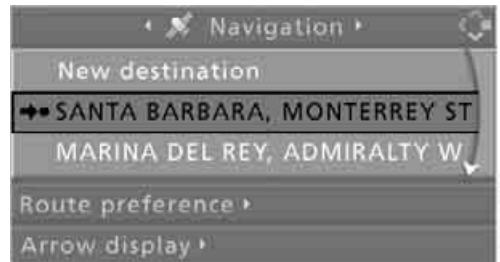 Navigation
New destination
SANTA BARBARA, MONTERREY ST
MARINA DEL REY, ADMIRALTY W
Route preference
Arrow display